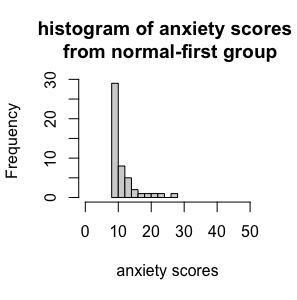 histogram of anxiety scores
from normal-first group
Frequency
30
20
10
0
0 10 20 30 40 50
anxiety scores